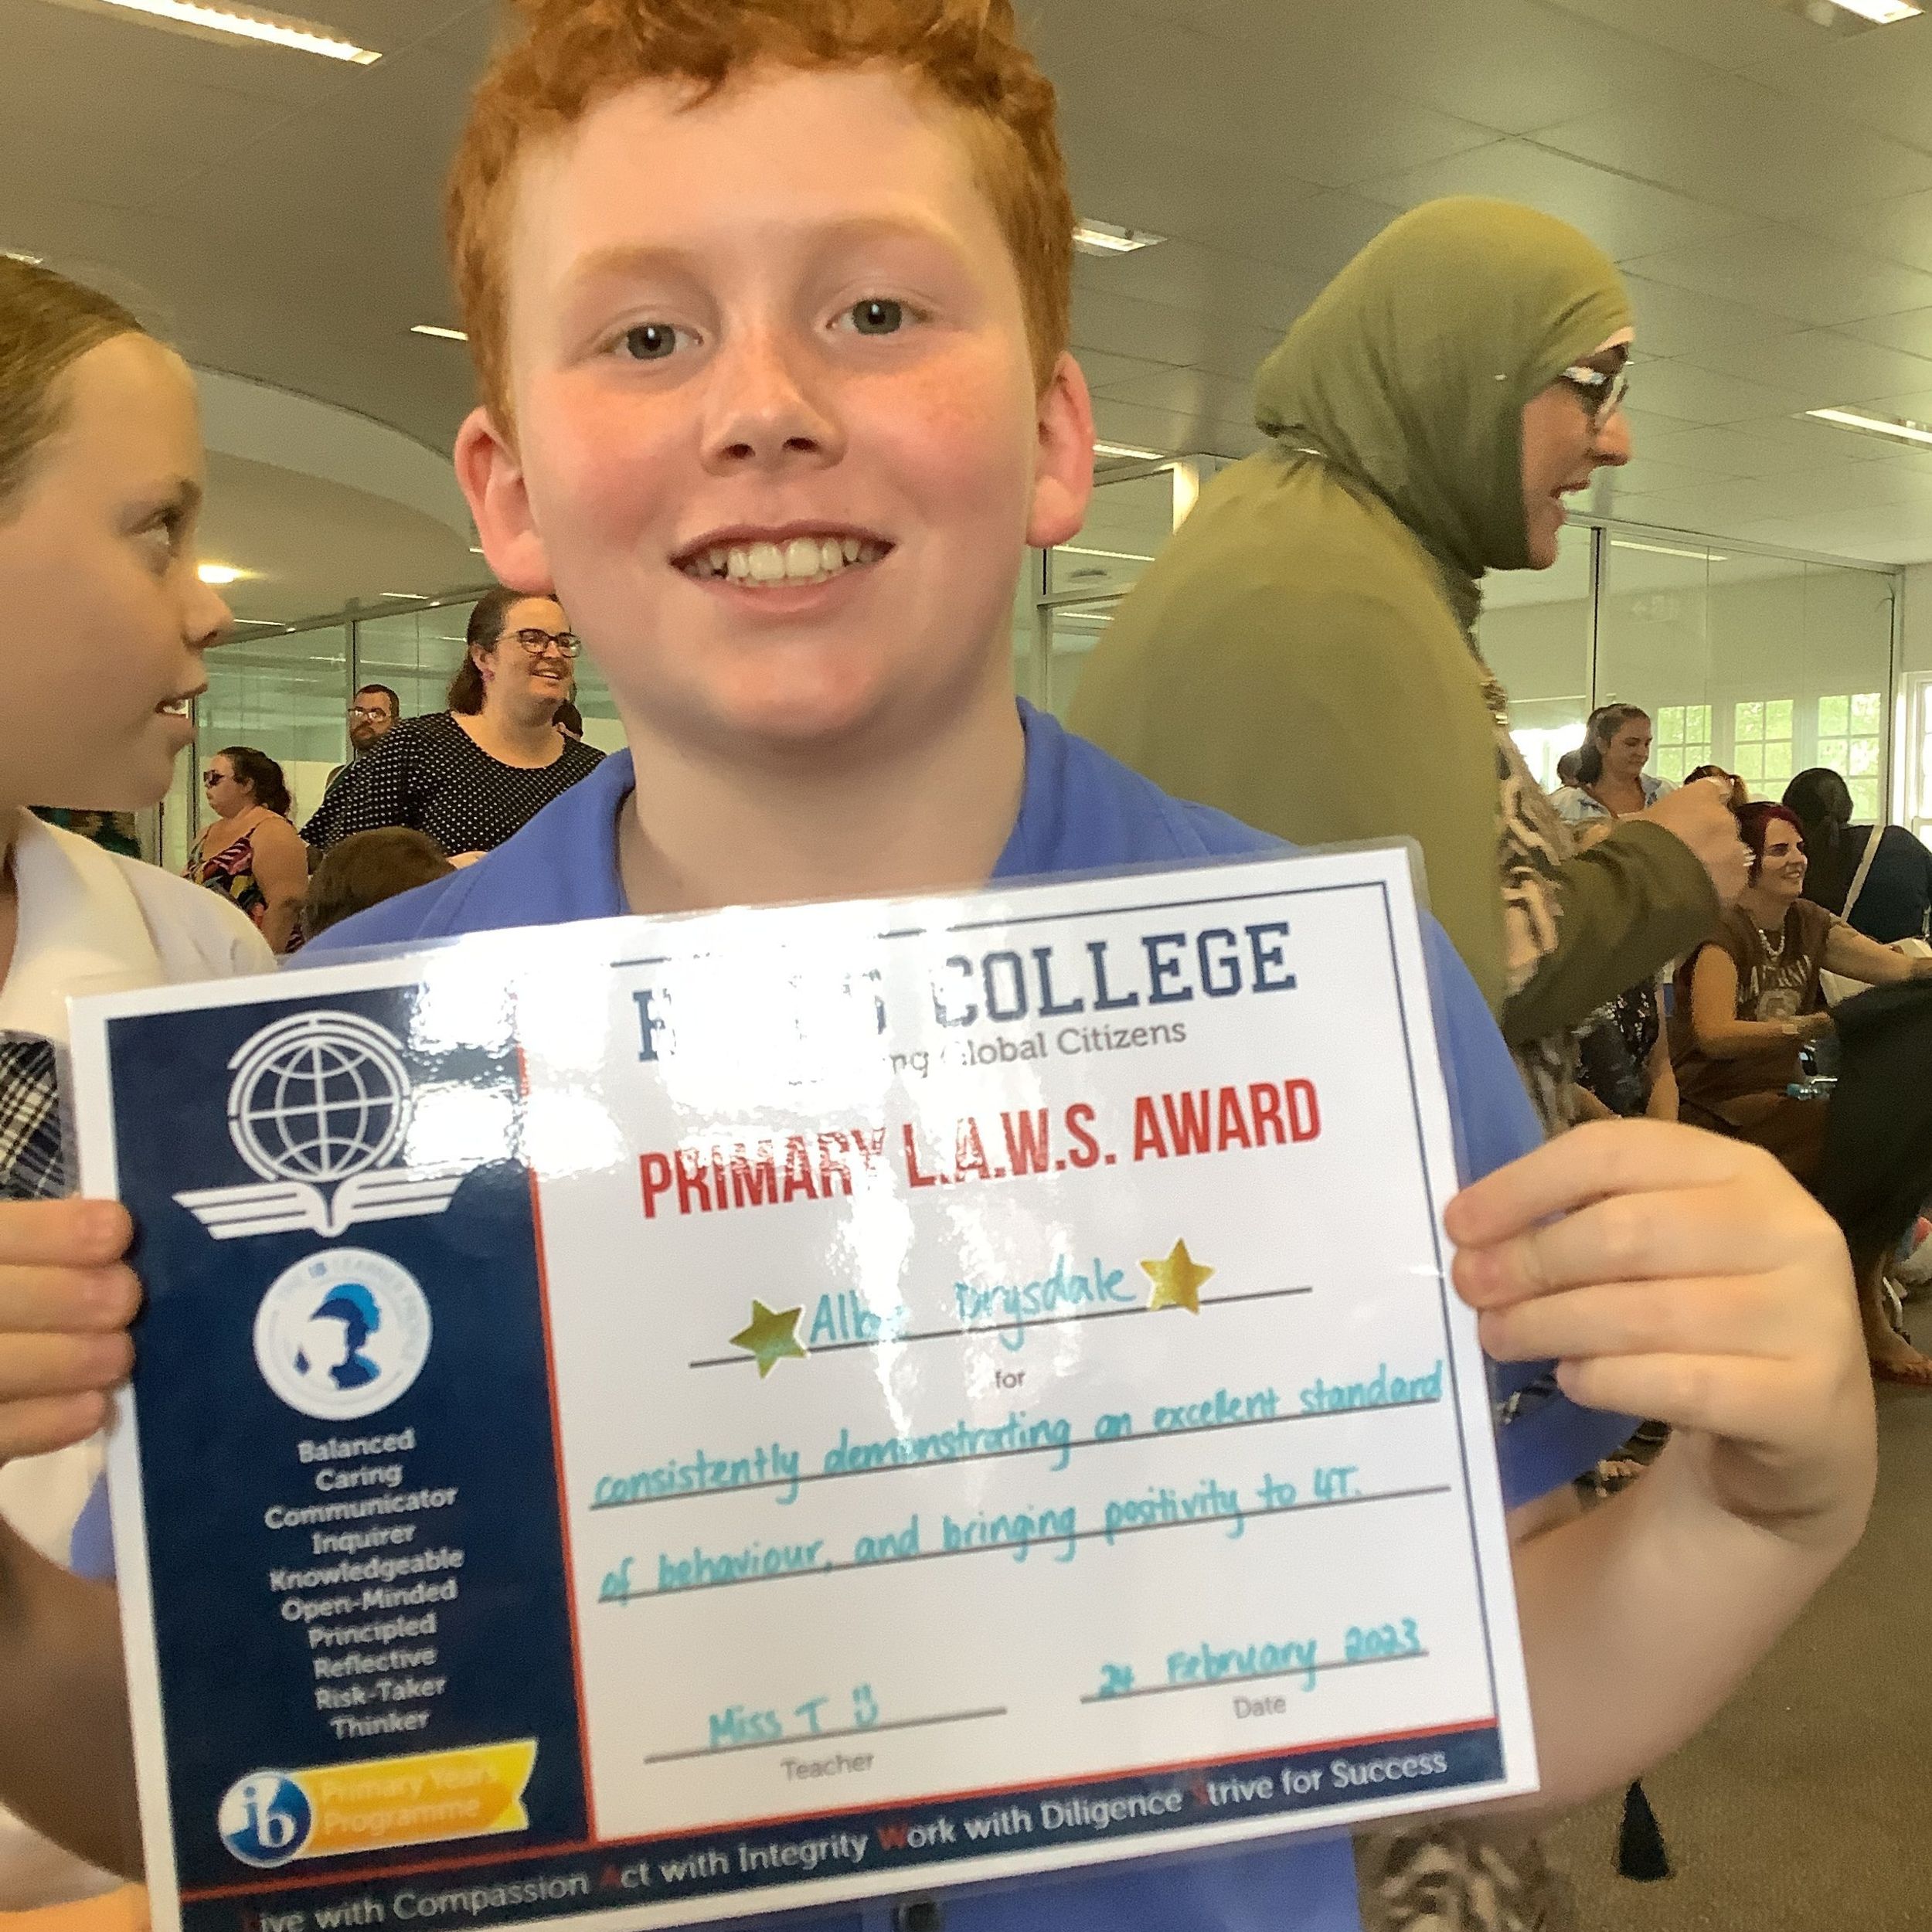 COLLEGE
Global Citizens
PRIMARY L.A.W.S. AWARD
Drysdale
for
consistently demonstrating an excellent standard
of behaviour, and bringing positivity to 4T.
Miss T
24 February 2023
Teacher
Date
Balanced
Caring
Communicator
Inquirer
Knowledgeable
Open-Minded
Principled
Reflective
Risk-Taker
Thinker
ib
Primary Years
Programme
Live with Compassion Act with Integrity Work with Diligence Strive for Success